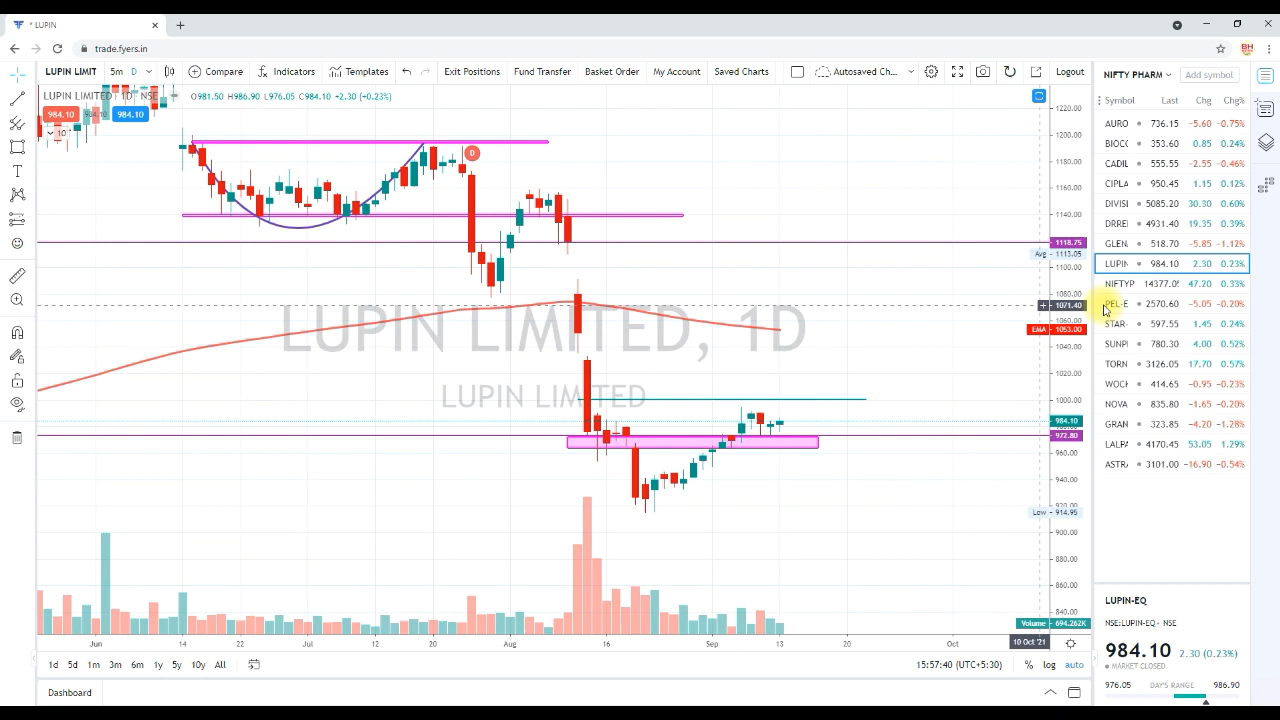 * LUPIN
trade.fyers.in
BH
LUPIN LIMIT 5m D Compare Indicators Templates Exit Positions Fund Tra Basket Order My Account Saved Charts Autosaved Ch... Logout
LUPIN LIMITED, 1D, NSE O981.50 H986.90 L976.05 C984.10 +2.30 (+0.23%)
984.10 984.10 984.10
10
D
LUPIN LIMITED, 1D
LUPIN LIMITED
1220.00
1200.00
1180.00
1160.00
1140.00
1118.75
Avg 1113.05
1100.00
1080.00
1071.40
1060.00
EMA 1053.00
1040.00
1020.00
1000.00
984.10
972.80
960.00
940.00
920.00
Low 914.95
900.00
880.00
860.00
840.00
Volume 694.262K
Jun 14 22 Jul 12 20 Aug 16 Sep 13 20 Oct 10 Oct '21
1d 5d 1m 3m 6m 1y 5y 10y All 15:57:40 (UTC+5:30) % log auto
Dashboard
NIFTY PHARM Add symbol
Symbol Last Chg Chg%
AURO 736.15 -5.60 -0.75%
BIOC 353.60 0.85 0.24%
CADIL 555.55 -2.55 -0.46%
CIPLA 950.45 1.15 0.12%
DIVISI 5085.20 30.30 0.60%
DRREI 4931.40 19.35 0.39%
GLEN 518.70 -5.85 -1.12%
LUPIN 984.10 2.30 0.23%
NIFTYP 14377.0 47.20 0.33%
PEL-E 2570.60 -5.05 -0.20%
STAR- 597.55 1.45 0.24%
SUNPI 780.30 4.00 0.52%
TORN 3126.05 17.70 0.57%
WOCK 414.65 -0.95 -0.23%
NOVA 835.80 -1.65 -0.20%
GRAN 323.85 -4.20 -1.28%
LALPA 4170.45 53.05 1.29%
ASTRA 3101.00 -16.90 -0.54%
LUPIN-EQ
NSE:LUPIN-EQ • NSE
984.10 2.30 (0.23%)
MARKET CLOSED
976.05 DAY'S RANGE 986.90